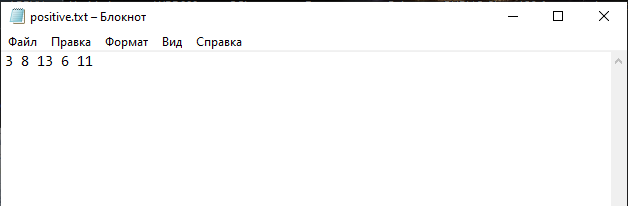 positive.txt – Блокнот
Файл Правка Формат Вид Справка
3 8 13 6 11